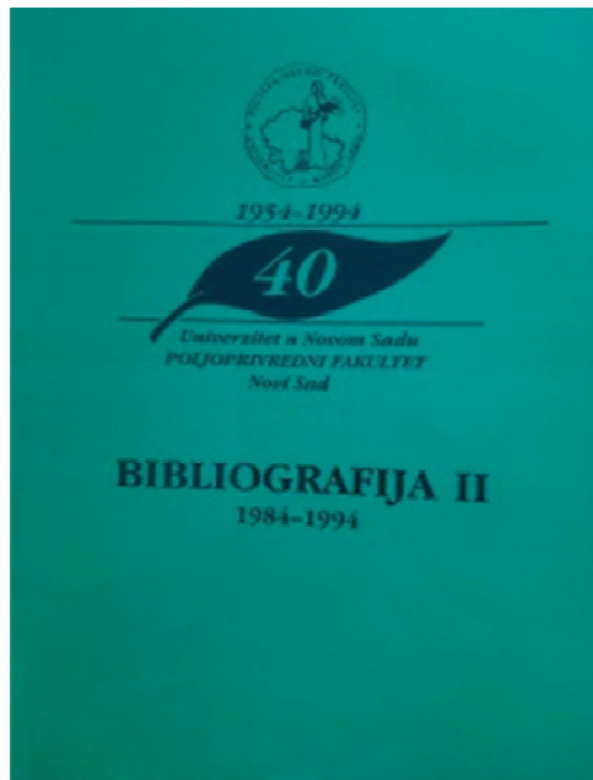 1954-1994
40
Univerzitet u Novom Sadu
POLJOPRIVREDNI FAKULTET
Novi Sad
BIBLIOGRAFIJA II
1984-1994